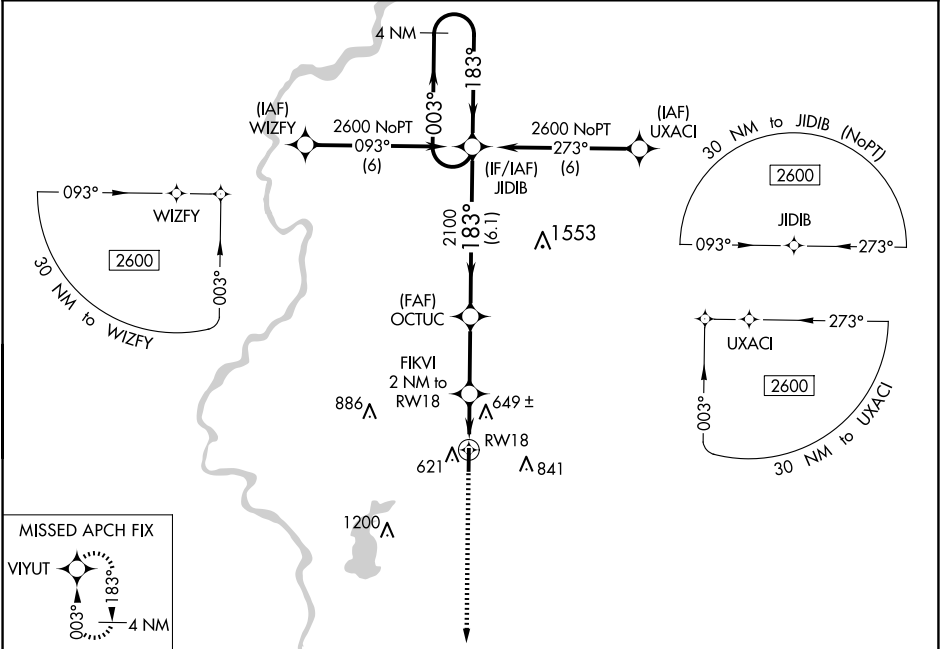 4 NM
003°
183°
(IAF)
WIZFY
2600 NoPT
093°
(6)
2600 NoPT
273°
(6)
(IAF)
UXACI
(IF/IAF)
JIDIB
2100
183°
(6.1)
1553
(FAF)
OCTUC
FIKVI
2 NM to
RW18
886
649 ±
RW18
621
841
1200
093°
WIZFY
2600
003°
30 NM to WIZFY
30 NM to JIDIB (NoPT)
2600
JIDIB
093°
273°
273°
UXACI
2600
003°
30 NM to UXACI
MISSED APCH FIX
VIYUT
183°
003°
4 NM